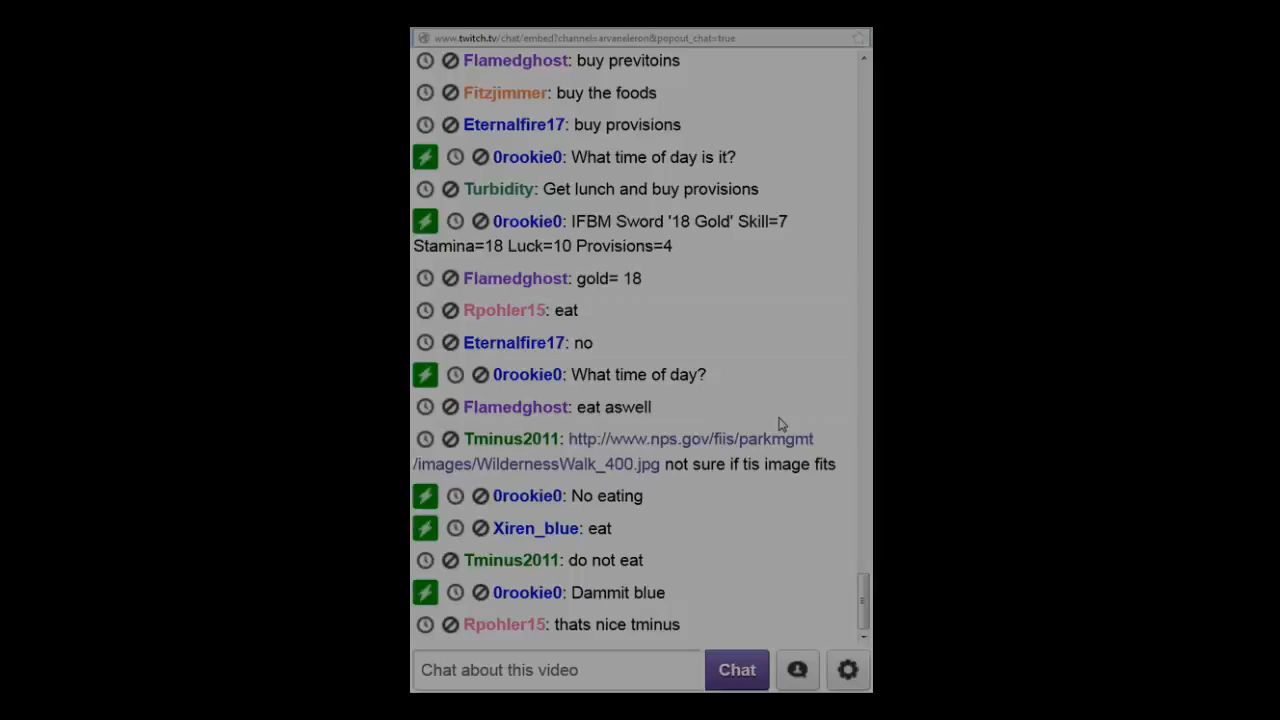 www.twitch.tv/chat/embed?channel=arvaneleron&popout_chat=true
Flamedghost: buy previtoins
Fitzjimmer: buy the foods
Eternalfire17: buy provisions
0rookie0: What time of day is it?
Turbidity: Get lunch and buy provisions
0rookie0: IFBM Sword '18 Gold' Skill=7
Stamina=18 Luck=10 Provisions=4
Flamedghost: gold= 18
Rpohler15: eat
Eternalfire17: no
0rookie0: What time of day?
Flamedghost: eat aswell
Tminus2011: http://www.nps.gov/fiis/parkmgmt
/images/WildernessWalk_400.jpg not sure if tis image fits
0rookie0: No eating
Xiren_blue: eat
Tminus2011: do not eat
0rookie0: Dammit blue
Rpohler15: thats nice tminus
Chat about this video
Chat